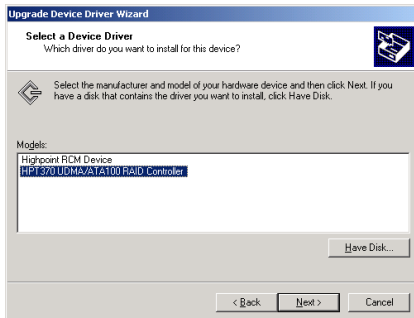 Upgrade Device Driver Wizard
Select a Device Driver
Which driver do you want to install for this device?
Select the manufacturer and model of your hardware device and then click Next. If you
have a disk that contains the driver you want to install, click Have Disk.
Models:
Highpoint RCM Device
HPT370 UDMA/ATA100 RAID Controller
Have Disk...
< Back
Next >
Cancel